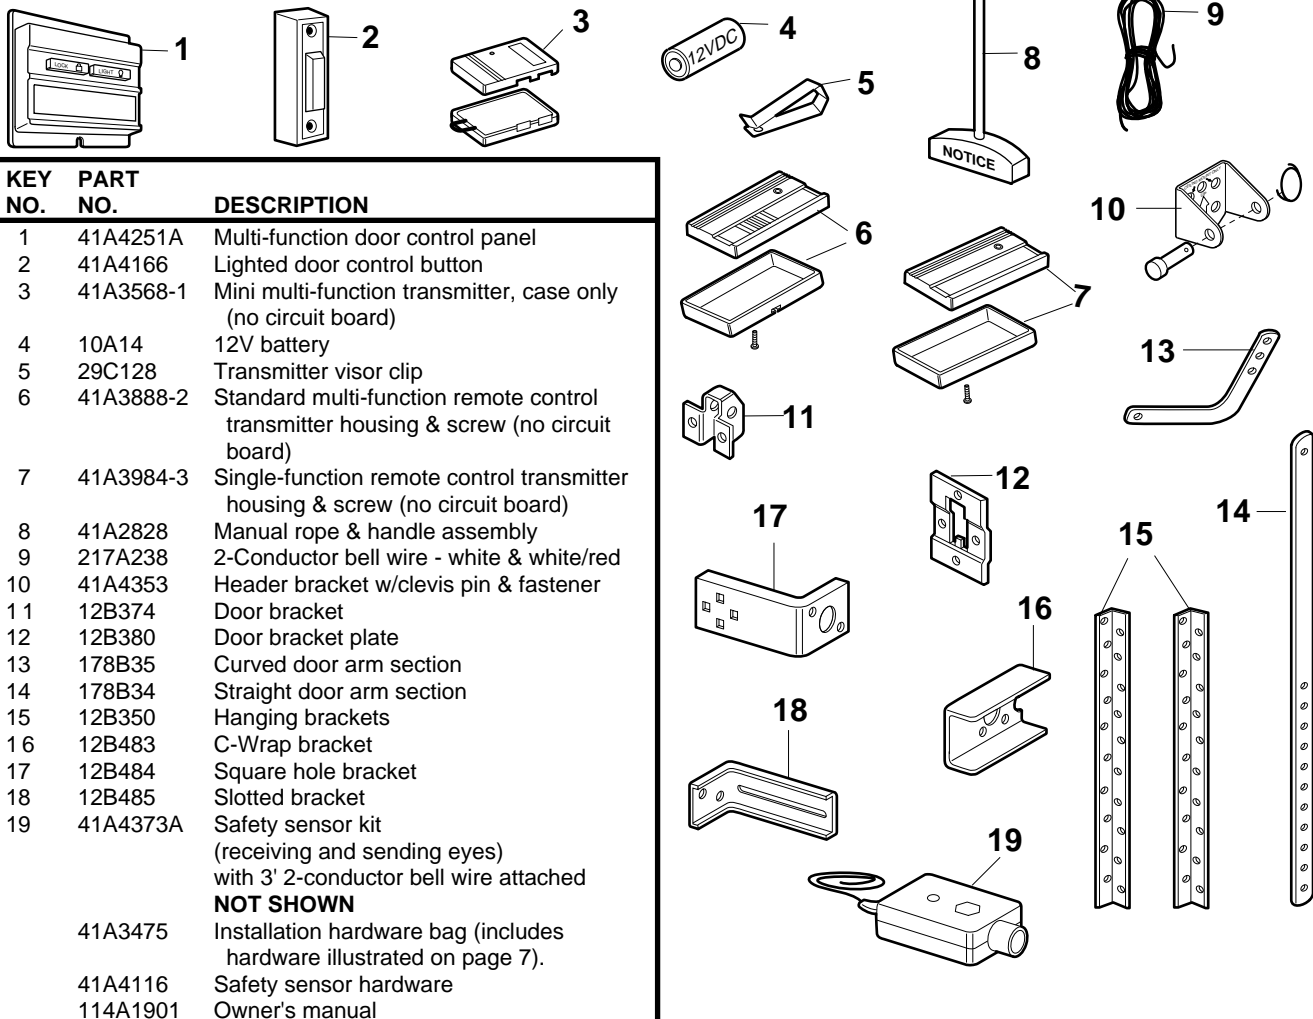 1
2
3
4
5
8
9
LOCK
LIGHT
12VDC
NOTICE
KEY NO. PART NO. DESCRIPTION
1 41A4251A Multi-function door control panel
2 41A4166 Lighted door control button
3 41A3568-1 Mini multi-function transmitter, case only
(no circuit board)
4 10A14 12V battery
5 29C128 Transmitter visor clip
6 41A3888-2 Standard multi-function remote control
transmitter housing & screw (no circuit
board)
7 41A3984-3 Single-function remote control transmitter
housing & screw (no circuit board)
8 41A2828 Manual rope & handle assembly
9 217A238 2-Conductor bell wire - white & white/red
10 41A4353 Header bracket w/clevis pin & fastener
11 12B374 Door bracket
12 12B380 Door bracket plate
13 178B35 Curved door arm section
14 178B34 Straight door arm section
15 12B350 Hanging brackets
16 12B483 C-Wrap bracket
17 12B484 Square hole bracket
18 12B485 Slotted bracket
19 41A4373A Safety sensor kit
(receiving and sending eyes)
with 3' 2-conductor bell wire attached
NOT SHOWN
41A3475 Installation hardware bag (includes
hardware illustrated on page 7).
41A4116 Safety sensor hardware
114A1901 Owner's manual
6
7
10
11
12
13
14
15
16
17
18
19